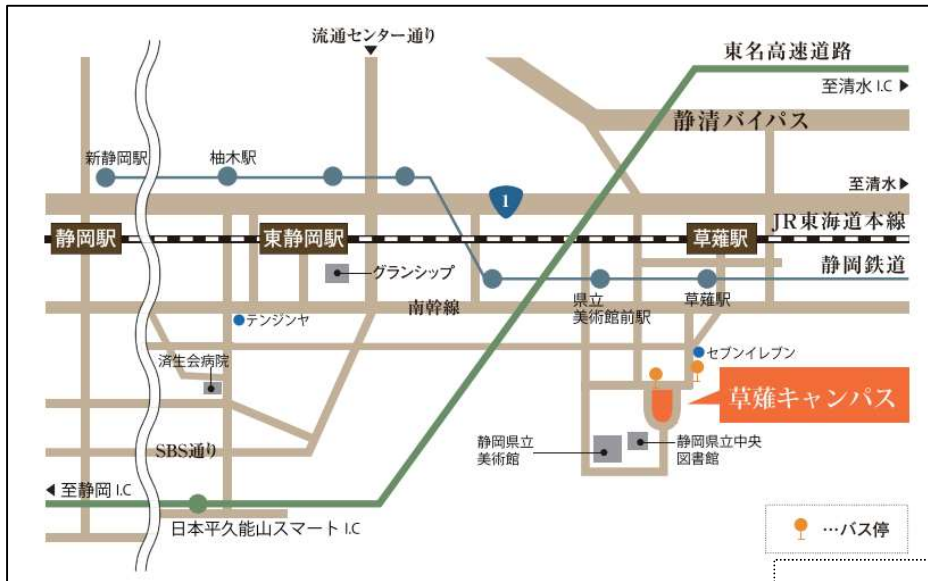 流通センター通り
東名高速道路
至清水 I.C
静清バイパス
新静岡駅
柚木駅
至清水
1
JR東海道本線
静岡駅
東静岡駅
草薙駅
グランシップ
静岡鉄道
南幹線
県立
美術館前駅
草薙駅
テンジンヤ
セブンイレブン
済生会病院
草薙キャンパス
SBS通り
静岡県立
美術館
静岡県立中央
図書館
至静岡 I.C
日本平久能山スマート I.C
…バス停